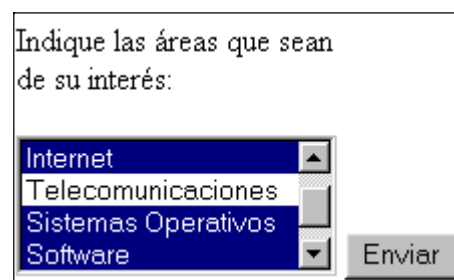 Indique las áreas que sean
de su interés:
Internet
Telecomunicaciones
Sistemas Operativos
Software
Enviar